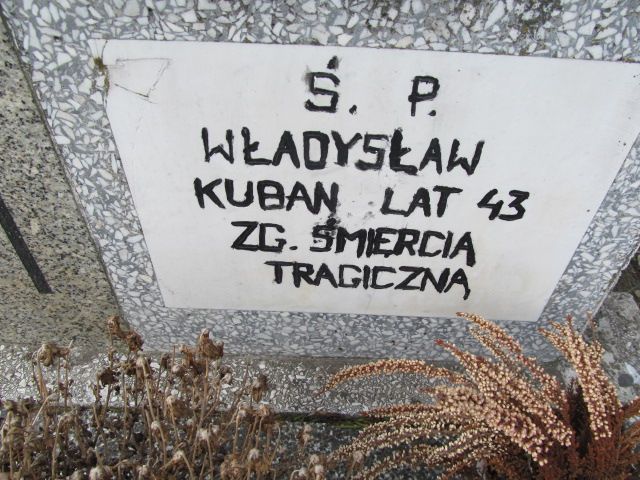 Ś. P.
WŁADYSŁAW
KUBAN LAT 43
ZG. ŚMIERCIĄ
TRAGICZNĄ